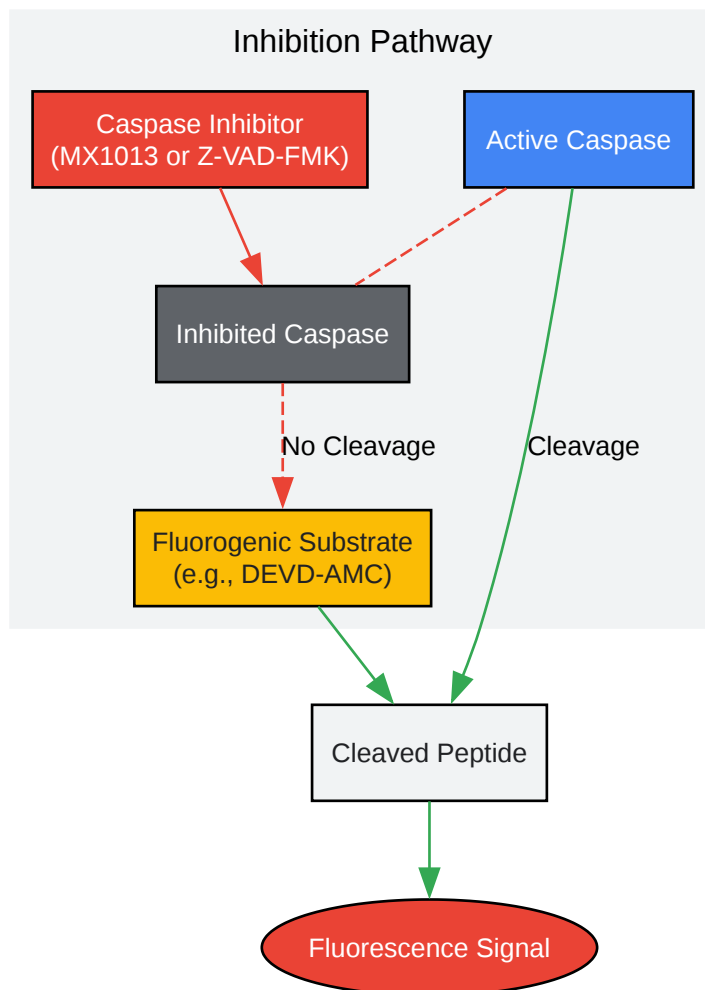 Inhibition Pathway
Caspase Inhibitor
(MX1013 or Z-VAD-FMK)
Active Caspase
Inhibited Caspase
No Cleavage
Cleavage
Fluorogenic Substrate
(e.g., DEVD-AMC)
Cleaved Peptide
Fluorescence Signal